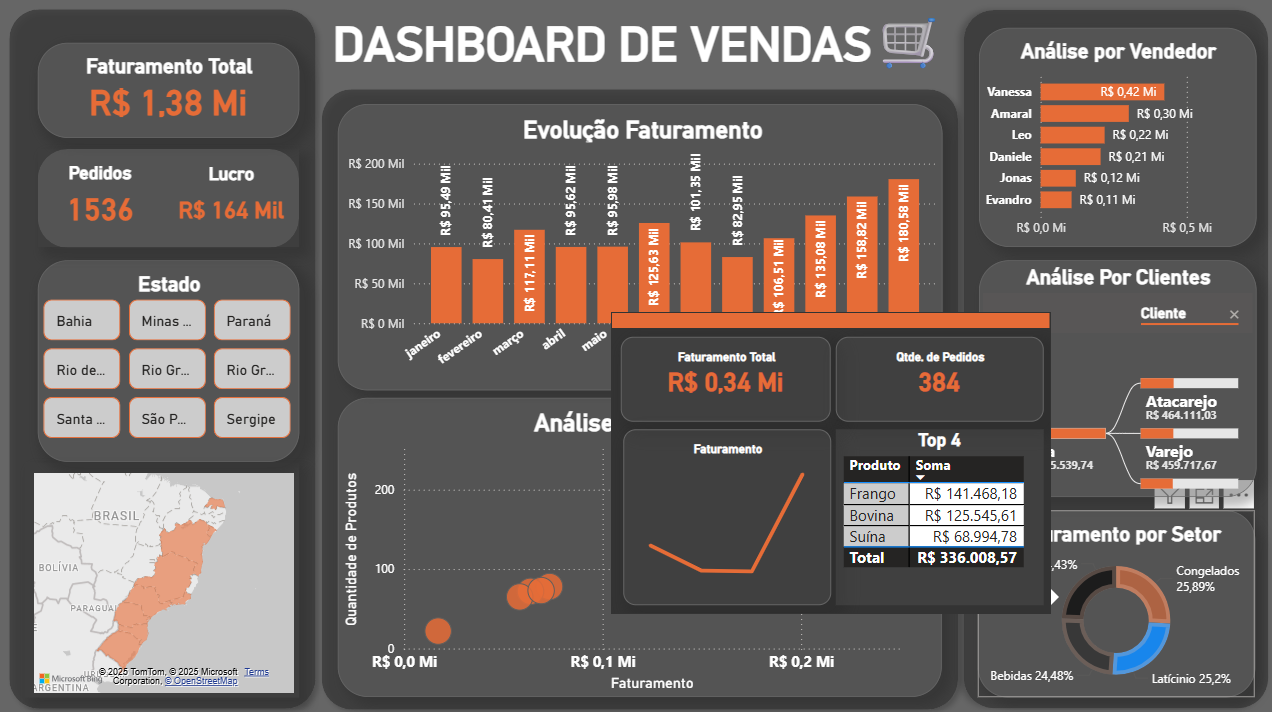 DASHBOARD DE VENDAS
Faturamento Total
R$ 1,38 Mi
Pedidos
1536
Lucro
R$ 164 Mil
Estado
Bahia
Minas ...
Paraná
Rio de...
Rio Gr...
Rio Gr...
Santa ...
São P...
Sergipe
BRASIL
BOLÍVIA
PARAGUAI
ARGENTINA
Microsoft Bing
© 2025 TomTom, © 2025 Microsoft Terms
Corporation, © OpenStreetMap
Evolução Faturamento
R$ 200 Mil
R$ 150 Mil
R$ 100 Mil
R$ 50 Mil
R$ 0 Mil
R$ 95,49 Mil
R$ 80,41 Mil
R$ 117,11 Mil
R$ 95,62 Mil
R$ 95,98 Mil
R$ 125,63 Mil
R$ 101,35 Mil
R$ 82,95 Mil
R$ 106,51 Mil
R$ 135,08 Mil
R$ 158,82 Mil
R$ 180,58 Mil
janeiro
fevereiro
março
abril
maio
Análise
Quantidade de Produtos
200
100
0
R$ 0,0 Mi
R$ 0,1 Mi
R$ 0,2 Mi
Faturamento
Faturamento Total
R$ 0,34 Mi
Qtde. de Pedidos
384
Faturamento
Top 4
Produto Soma
Frango R$ 141.468,18
Bovina R$ 125.545,61
Suína R$ 68.994,78
Total R$ 336.008,57
Análise por Vendedor
Vanessa R$ 0,42 Mi
Amaral R$ 0,30 Mi
Leo R$ 0,22 Mi
Daniele R$ 0,21 Mi
Jonas R$ 0,12 Mi
Evandro R$ 0,11 Mi
R$ 0,0 Mi
R$ 0,5 Mi
Análise Por Clientes
Cliente
Atacarejo
R$ 464.111,03
Varejo
R$ 459.717,67
5.539,74
uramento por Setor
,43%
Congelados
25,89%
Bebidas 24,48%
Latícinio 25,2%